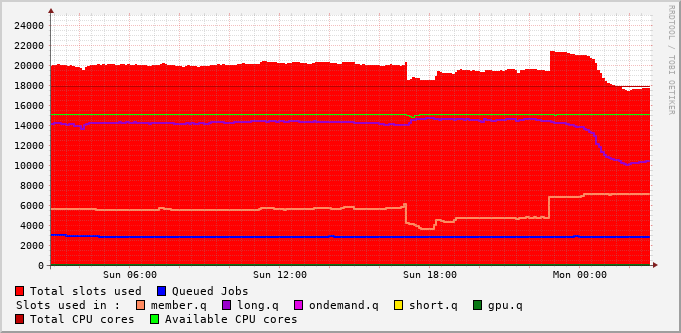 RRDTOOL / TOBI OETIKER
24000
22000
20000
18000
16000
14000
12000
10000
8000
6000
4000
2000
0
Sun 06:00 Sun 12:00 Sun 18:00 Mon 00:00
Total slots used Queued Jobs
Slots used in : member.q long.q ondemand.q short.q gpu.q
Total CPU cores Available CPU cores